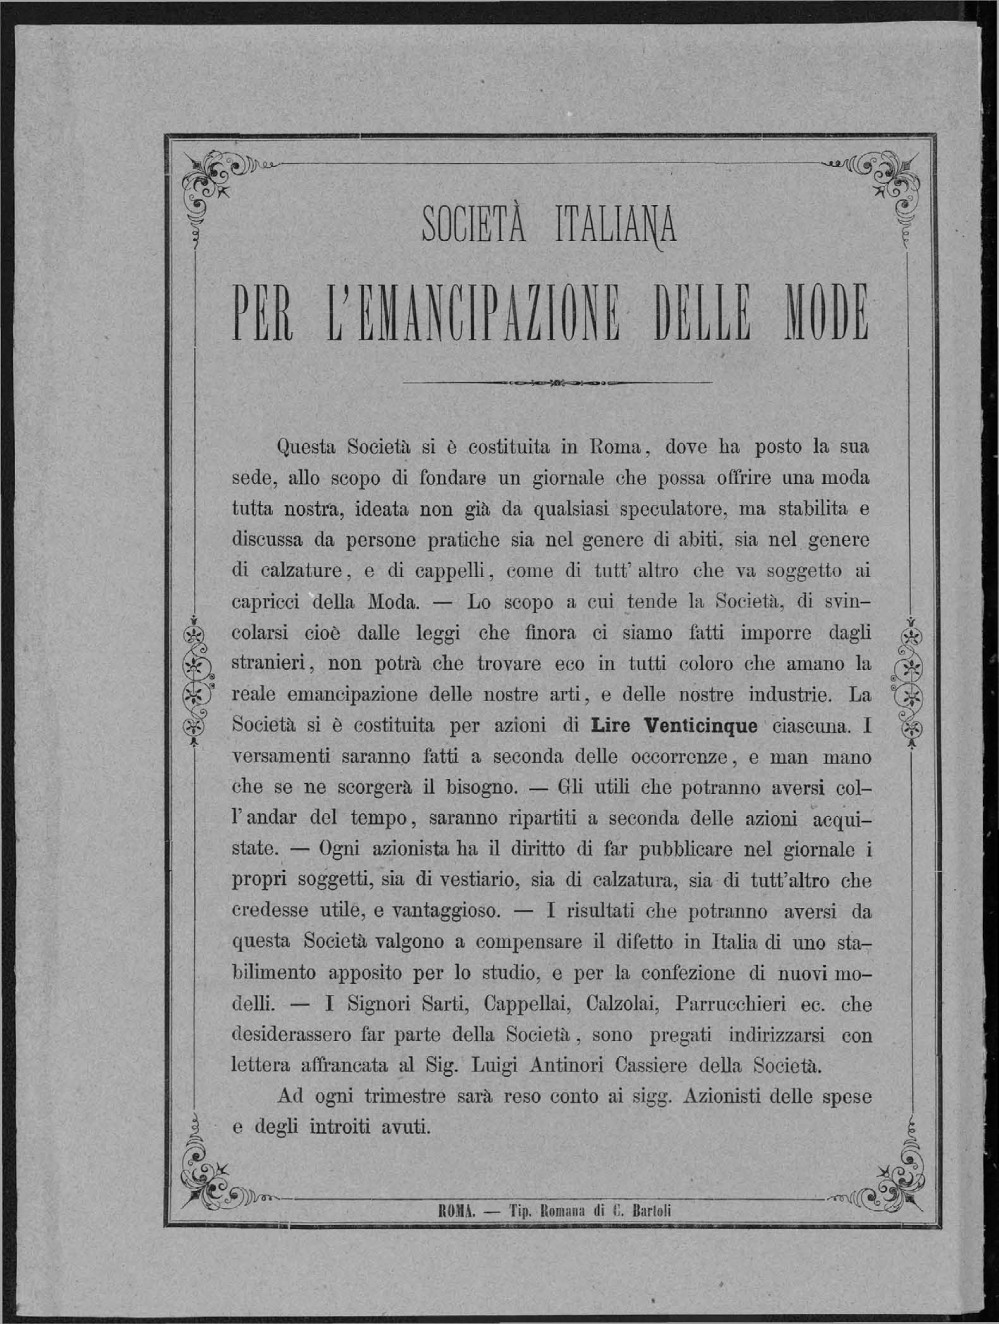 SOCIETÀ ITALIANA
PER L'EMANCIPAZIONE DELLE MODE
Questa Società si è costituita in Roma, dove ha posto la sua
sede, allo scopo di fondare un giornale che possa offrire una moda
tutta nostra, ideata non già da qualsiasi speculatore, ma stabilita e
discussa da persone pratiche sia nel genere di abiti, sia nel genere
di calzature, e di cappelli, come di tutt'altro che va soggetto ai
capricci della Moda. — Lo scopo a cui tende la Società, di svin-
colarsi cioè dalle leggi che finora ci siamo fatti imporre dagli
stranieri, non potrà che trovare eco in tutti coloro che amano la
reale emancipazione delle nostre arti, e delle nostre industrie. La
Società si è costituita per azioni di Lire Venticinque ciascuna. I
versamenti saranno fatti a seconda delle occorrenze, e man mano
che se ne scorgerà il bisogno. — Gli utili che potranno aversi col-
l'andar del tempo, saranno ripartiti a seconda delle azioni acqui-
state. — Ogni azionista ha il diritto di far pubblicare nel giornale i
propri soggetti, sia di vestiario, sia di calzatura, sia di tutt'altro che
credesse utile, e vantaggioso. — I risultati che potranno aversi da
questa Società valgono a compensare il difetto in Italia di uno sta-
bilimento apposito per lo studio, e per la confezione di nuovi mo-
delli. — I Signori Sarti, Cappellai, Calzolai, Parrucchieri ec. che
desiderassero far parte della Società, sono pregati indirizzarsi con
lettera affrancata al Sig. Luigi Antinori Cassiere della Società.
Ad ogni trimestre sarà reso conto ai sigg. Azionisti delle spese
e degli introiti avuti.
ROMA. — Tip. Romana di C. Bartoli